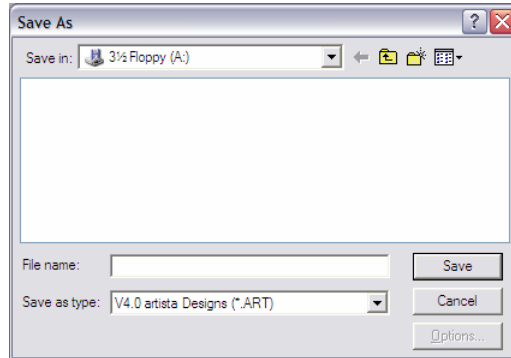 Save As
Save in: 3½ Floppy (A:)
File name: Save
Save as type: V4.0 artista Designs (*.ART) Cancel
Options...